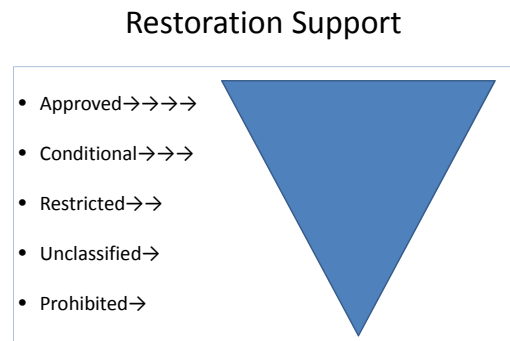 Restoration Support
• Approved→→→→
• Conditional→→→
• Restricted→→
• Unclassified→
• Prohibited→